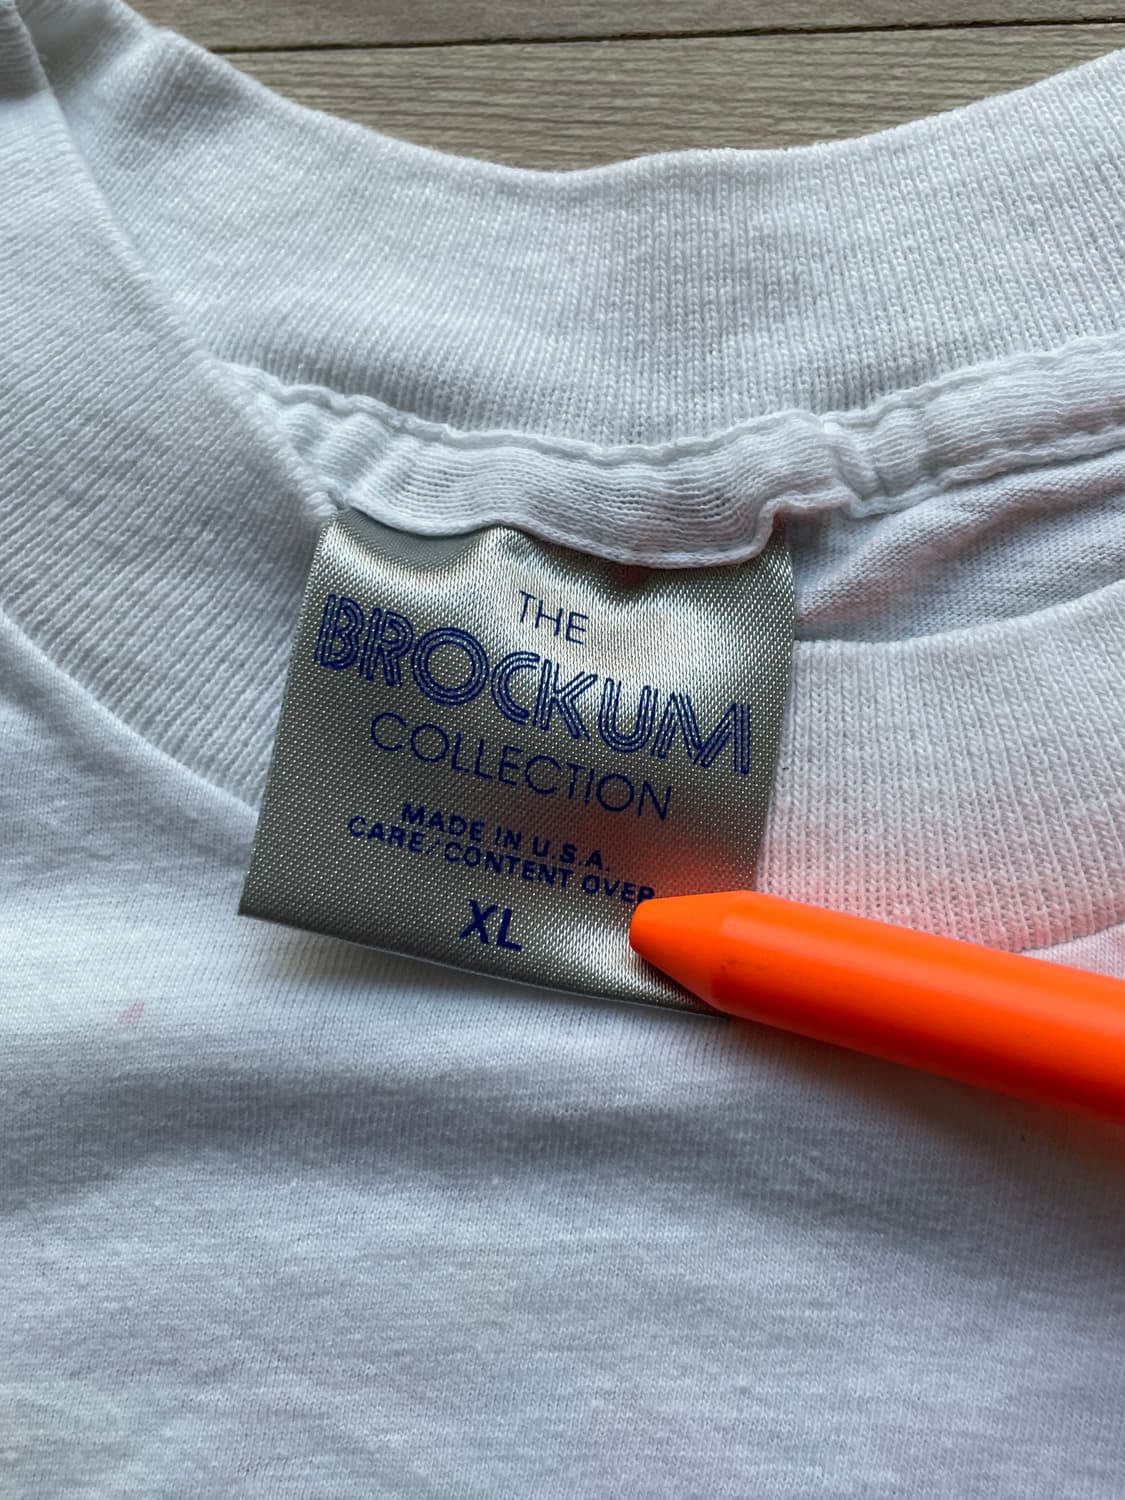 THE
BROCKUM
COLLECTION
MADE IN U.S.A.
CARE/CONTENT OVER
XL